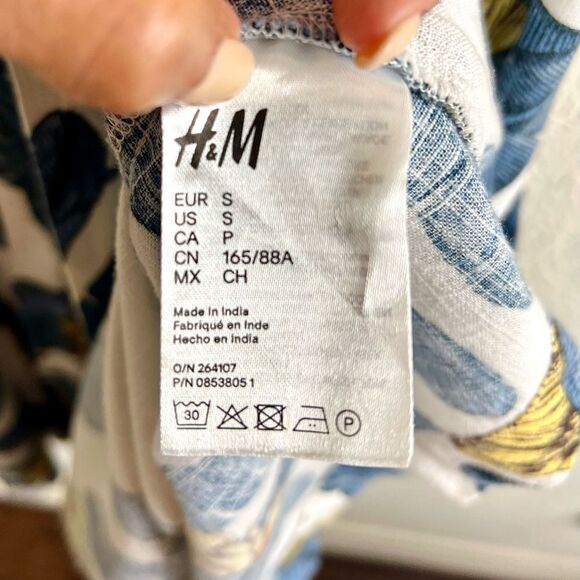 H&M
EUR S
US S
CA P
CN 165/88A
MX CH
Made in India
Fabriqué en Inde
Hecho en India
O/N 264107
P/N 0853805 1
30
P